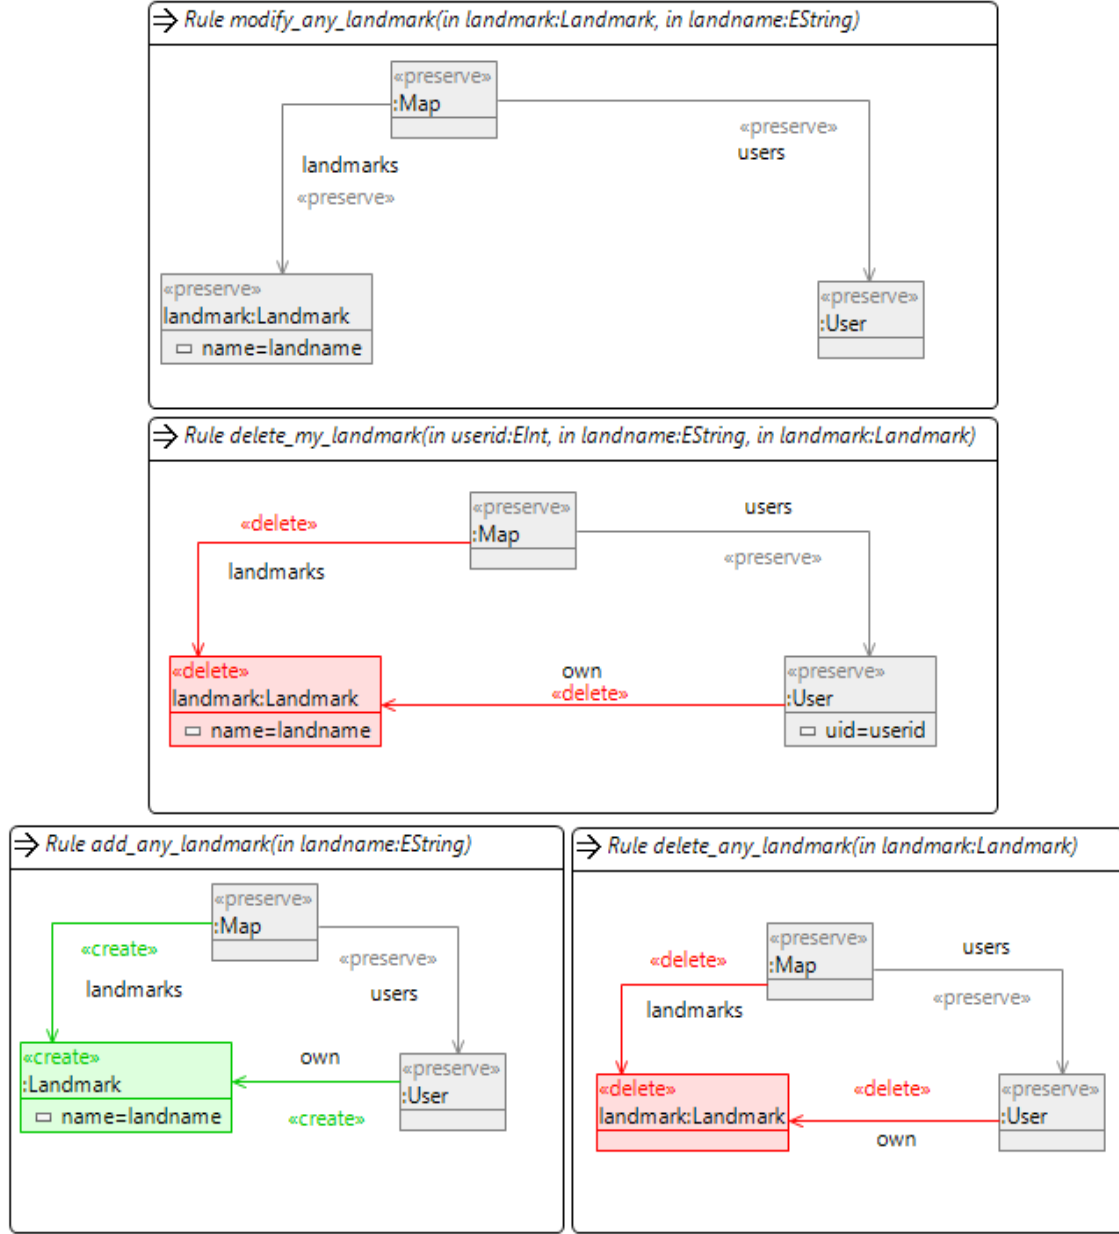 Rule modify_any_landmark(in landmark:Landmark, in landname:EString)
«preserve»
:Map
«preserve»
users
landmarks
«preserve»
«preserve»
landmark:Landmark
name=landname
«preserve»
:User
Rule delete_my_landmark(in userid:EInt, in landname:EString, in landmark:Landmark)
«preserve»
:Map
«delete»
landmarks
users
«preserve»
«delete»
landmark:Landmark
name=landname
own
«delete»
«preserve»
:User
uid=userid
Rule add_any_landmark(in landname:EString)
«preserve»
:Map
«create»
landmarks
«preserve»
users
«create»
:Landmark
name=landname
own
«create»
«preserve»
:User
Rule delete_any_landmark(in landmark:Landmark)
«preserve»
:Map
«delete»
landmarks
users
«preserve»
«delete»
landmark:Landmark
«delete»
own
«preserve»
:User